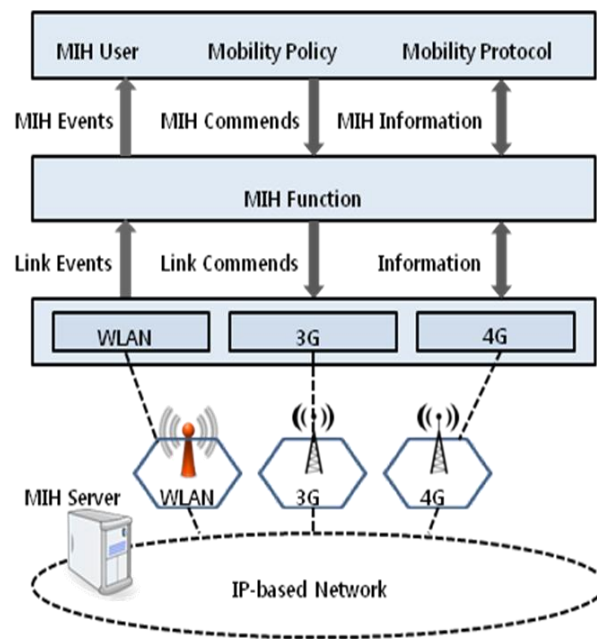 MIH User Mobility Policy Mobility Protocol
MIH Events MIH Commends MIH Information
MIH Function
Link Events Link Commends Information
WLAN 3G 4G
WLAN 3G 4G
MIH Server
IP-based Network